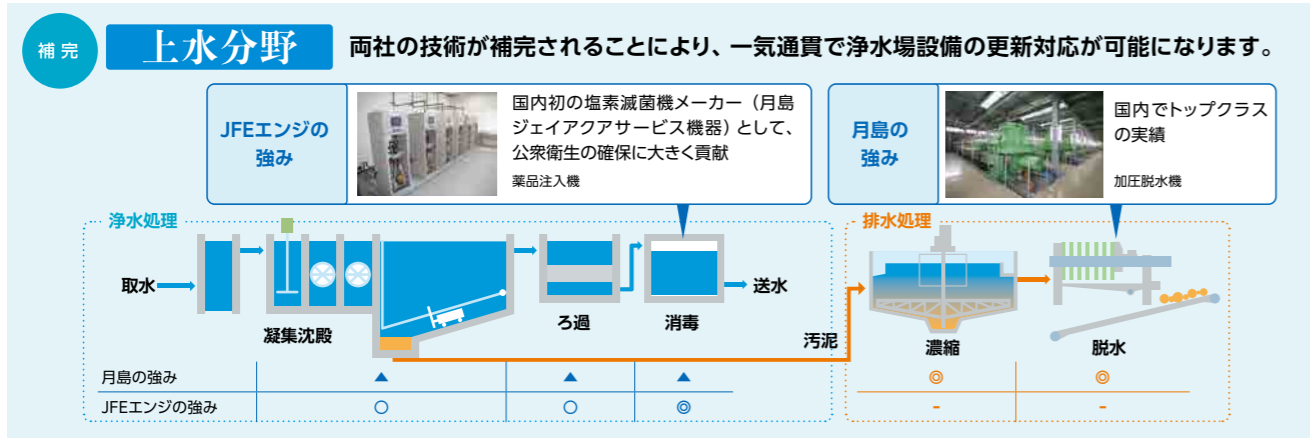 補完
上水分野
両社の技術が補完されることにより、一気通貫で浄水場設備の更新対応が可能になります。
JFEエンジの
強み
国内初の塩素滅菌機メーカー（月島
ジェイアクアサービス機器）として、
公衆衛生の確保に大きく貢献
薬品注入機
月島の
強み
国内でトップクラス
の実績
加圧脱水機
浄水処理
排水処理
取水
凝集沈殿
ろ過
消毒
送水
汚泥
濃縮
脱水
月島の強み ▲ ▲ ▲ ◎ ◎
JFEエンジの強み ○ ○ ◎ - -